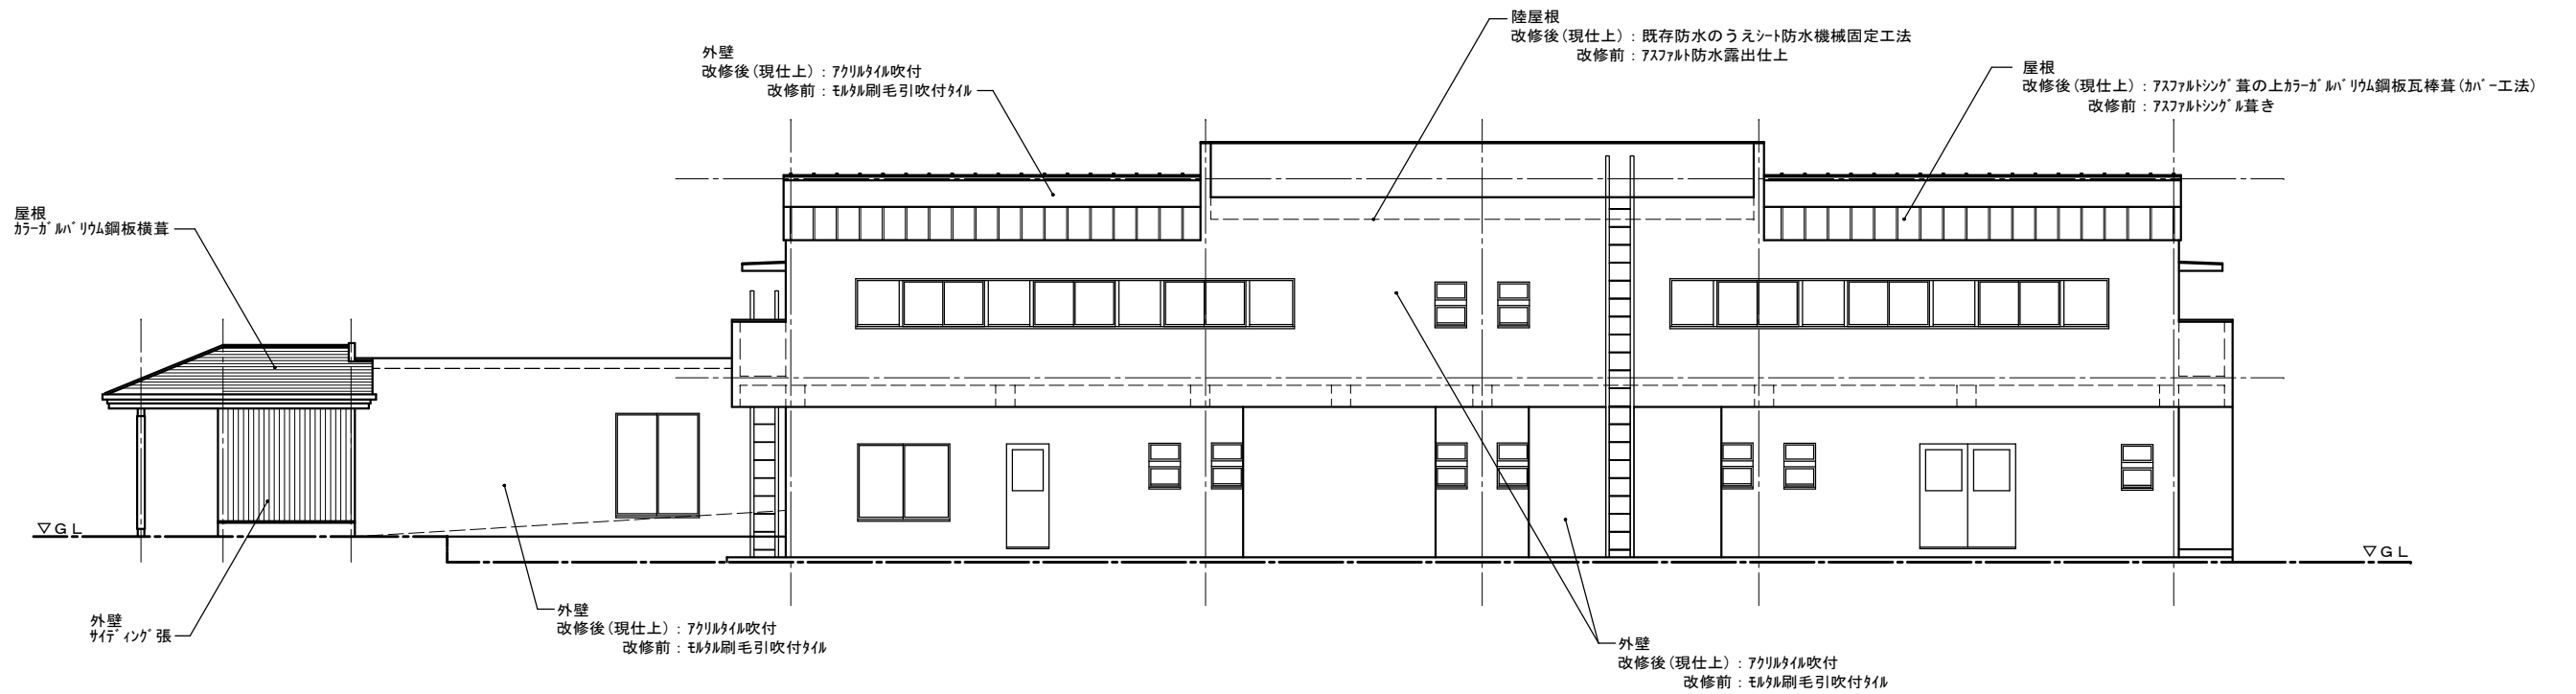 陸屋根
改修後(現仕上)：既存防水のうえｼｰﾄ防水機械固定工法
改修前：ｱｽﾌｧﾙﾄ防水露出仕上
外壁
改修後(現仕上)：ｱｸﾘﾙﾀｲﾙ吹付
改修前：ﾓﾙﾀﾙ刷毛引吹付ﾀｲﾙ
屋根
改修後(現仕上)：ｱｽﾌｧﾙﾄｼﾝｸﾞ葺の上ｶﾗｰｶﾞﾙﾊﾞﾘｳﾑ鋼板瓦棒葺(ｶﾊﾞｰ工法)
改修前：ｱｽﾌｧﾙﾄｼﾝｸﾞﾙ葺き
屋根
ｶﾗｰｶﾞﾙﾊﾞﾘｳﾑ鋼板横葺
▽ＧＬ
▽ＧＬ
外壁
ｻｲﾃﾞｨﾝｸﾞ張
外壁
改修後(現仕上)：ｱｸﾘﾙﾀｲﾙ吹付
改修前：ﾓﾙﾀﾙ刷毛引吹付ﾀｲﾙ
外壁
改修後(現仕上)：ｱｸﾘﾙﾀｲﾙ吹付
改修前：ﾓﾙﾀﾙ刷毛引吹付ﾀｲﾙ